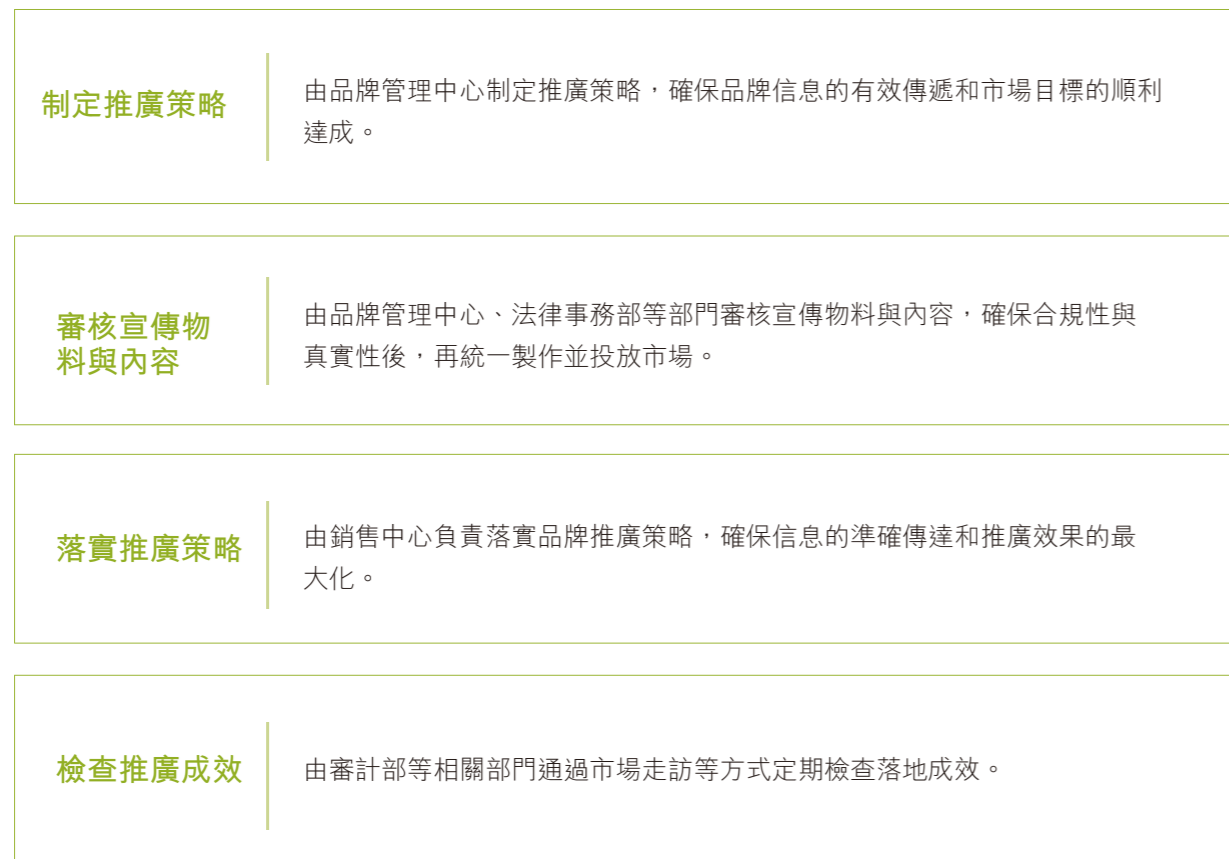 制定推廣策略
由品牌管理中心制定推廣策略，確保品牌信息的有效傳遞和市場目標的順利
達成。
審核宣傳物
料與內容
由品牌管理中心、法律事務部等部門審核宣傳物料與內容，確保合規性與
真實性後，再統一製作並投放市場。
落實推廣策略
由銷售中心負責落實品牌推廣策略，確保信息的準確傳達和推廣效果的最
大化。
檢查推廣成效
由審計部等相關部門通過市場走訪等方式定期檢查落地成效。